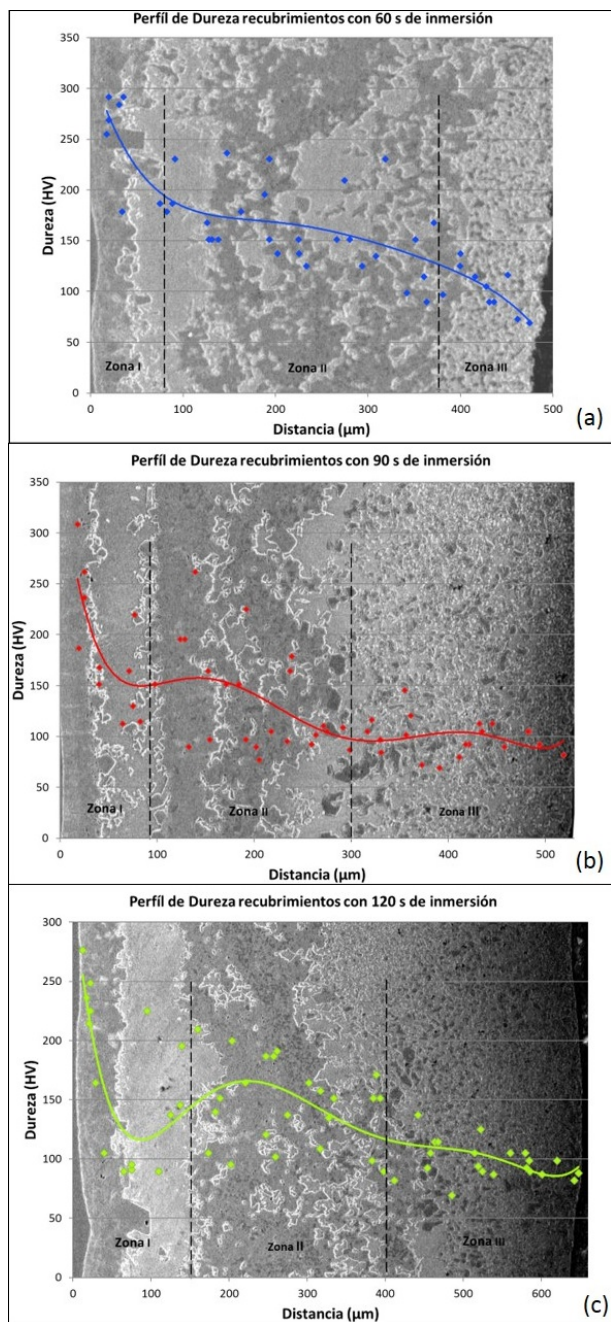 Perfíl de Dureza recubrimientos con 60 s de inmersión
350
300
250
200
150
100
50
0
Dureza (HV)
Zona I
Zona II
Zona III
0 100 200 300 400 500
Distancia (µm)
(a)
Perfíl de Dureza recubrimientos con 90 s de inmersión
350
300
250
200
150
100
50
0
Dureza (HV)
Zona I
Zona II
Zona III
0 100 200 300 400 500
Distancia (µm)
(b)
Perfíl de Dureza recubrimientos con 120 s de inmersión
300
250
200
150
100
50
0
Dureza (HV)
Zona I
Zona II
Zona III
0 100 200 300 400 500 600
Distancia (µm)
(c)